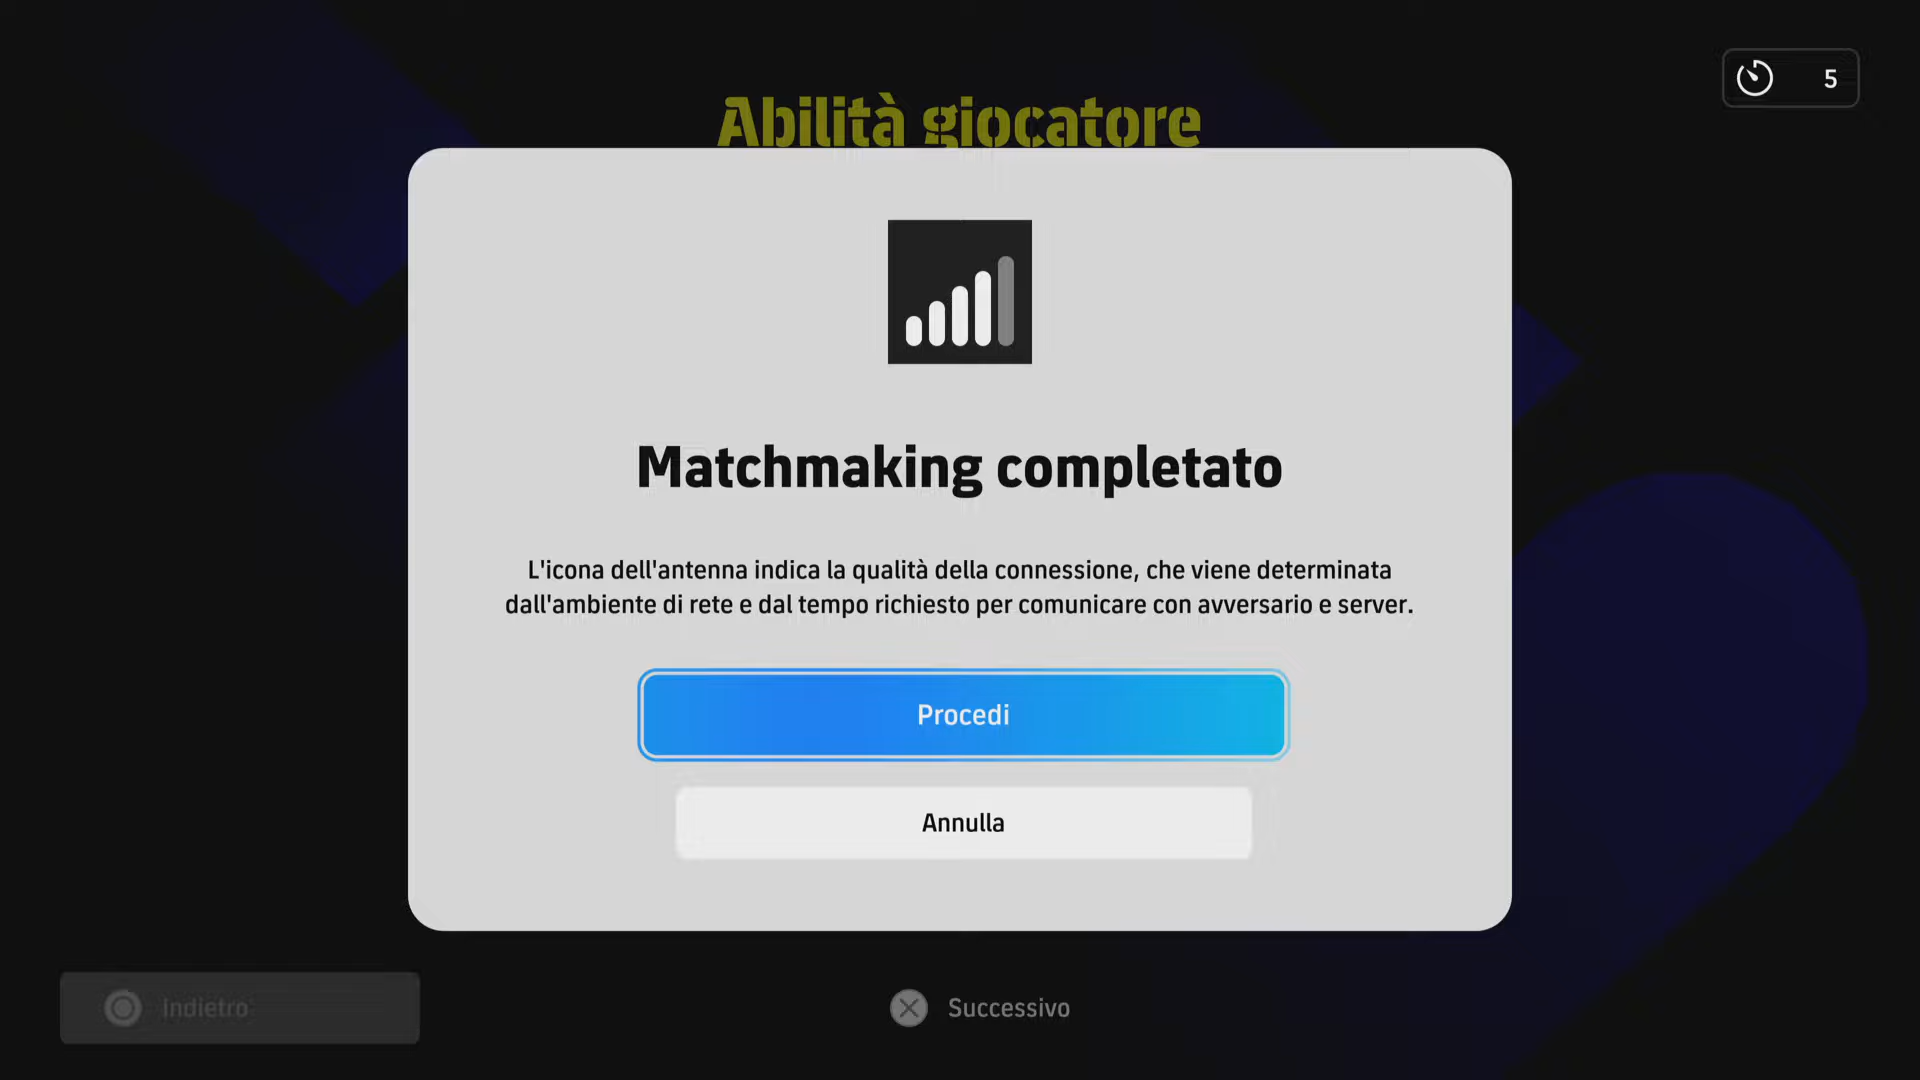 5
Abilità giocatore
Matchmaking completato
L'icona dell'antenna indica la qualità della connessione, che viene determinata
dall'ambiente di rete e dal tempo richiesto per comunicare con avversario e server.
Procedi
Annulla
Indietro
Successivo